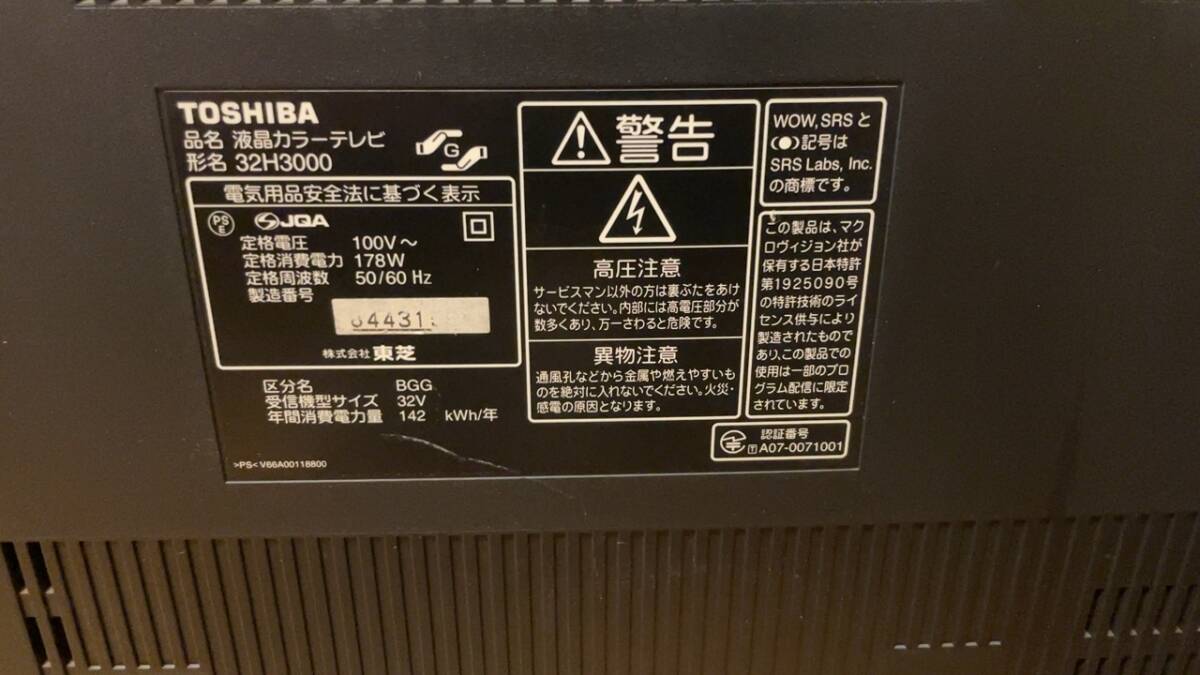 TOSHIBA
品名 液晶カラーテレビ
形名 32H3000
G
電気用品安全法に基づく表示
PS
E
JQA
定格電圧 100V～
定格消費電力 178W
定格周波数 50/60 Hz
製造番号
株式会社 東芝
区分名 BGG
受信機型サイズ 32V
年間消費電力量 142 kWh/年
>PS< V66A00118800
警告
高圧注意
サービスマン以外の方は裏ぶたをあけ
ないでください。内部には高電圧部分が
数多くあり、万一さわると危険です。
異物注意
通風孔などから金属や燃えやすいも
のを絶対に入れないでください。火災・
感電の原因となります。
WOW, SRS と
(●)記号は
SRS Labs, Inc.
の商標です。
この製品は、マク
ロヴィジョン社が
保有する日本特許
第1925090号
の特許技術のライ
センス供与により
製造されたもので
あり、この製品での
使用は一部のプロ
グラム配信に限定
されています。
認証番号
T A07-0071001